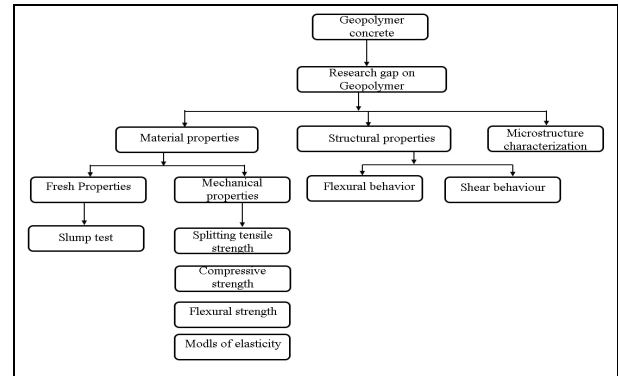 Geopolymer
concrete
Research gap on
Geopolymer
Material properties
Structural properties
Microstructure
characterization
Fresh Properties
Mechanical
properties
Flexural behavior
Shear behaviour
Slump test
Splitting tensile
strength
Compressive
strength
Flexural strength
Modls of elasticity